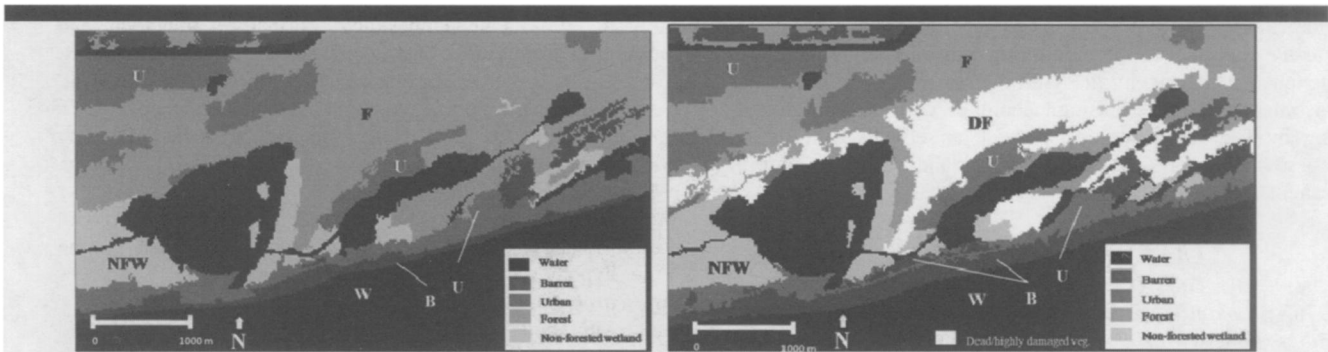 U
F
U
NFW
W
B
U
Water
Barren
Urban
Forest
Non-forested wetland
0
1000 m
N
U
F
DF
U
NFW
W
B
U
Water
Barren
Urban
Forest
Non-forested wetland
Dead/highly damaged veg.
0
1000 m
N